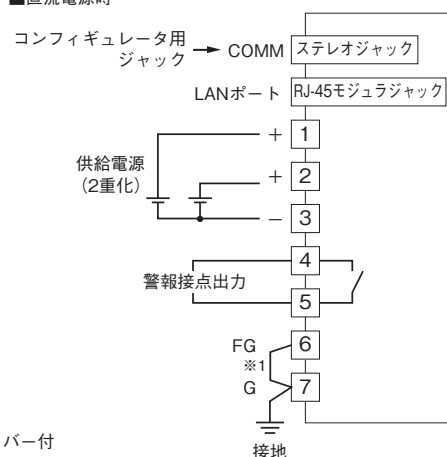 ■直流電源時
コンフィギュレータ用
ジャック
COMM
ステレオジャック
LANポート
RJ-45モジュラジャック
+ 1
供給電源
(2重化)
+ 2
− 3
4
警報接点出力
5
FG 6
※1
G 7
接地
バー付